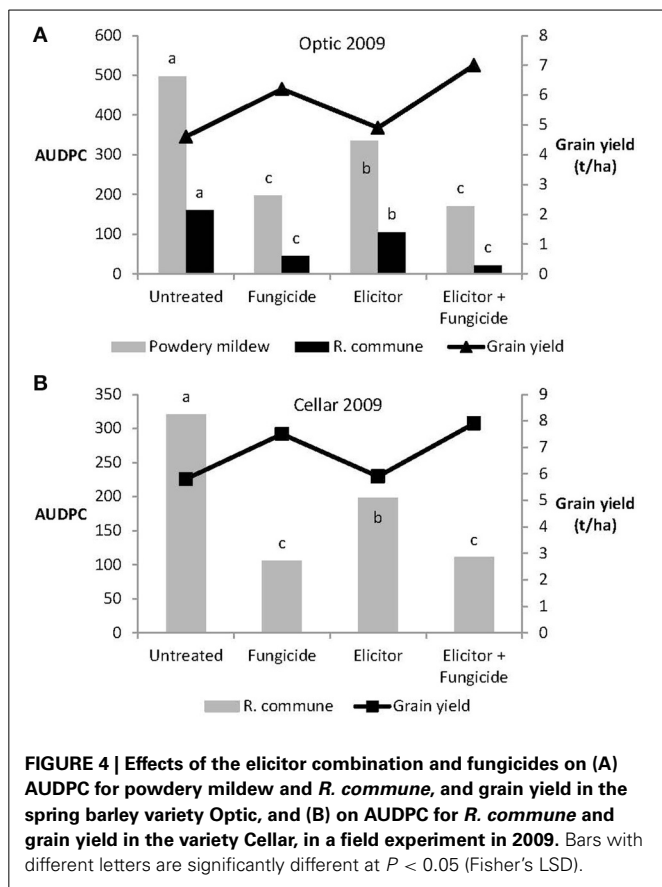 A
Optic 2009
600
500
400
300
200
100
0
AUDPC
8
7
6
5
4
3
2
1
0
Grain yield
(t/ha)
a
a
c
c
b
b
c
c
Untreated
Fungicide
Elicitor
Elicitor +
Fungicide
Powdery mildew
R. commune
Grain yield
B
Cellar 2009
350
300
250
200
150
100
50
0
AUDPC
9
8
7
6
5
4
3
2
1
0
Grain yield
(t/ha)
a
c
b
c
Untreated
Fungicide
Elicitor
Elicitor +
Fungicide
R. commune
Grain yield
FIGURE 4 | Effects of the elicitor combination and fungicides on (A)
AUDPC for powdery mildew and R. commune, and grain yield in the
spring barley variety Optic, and (B) on AUDPC for R. commune and
grain yield in the variety Cellar, in a field experiment in 2009. Bars with
different letters are significantly different at P < 0.05 (Fisher's LSD).